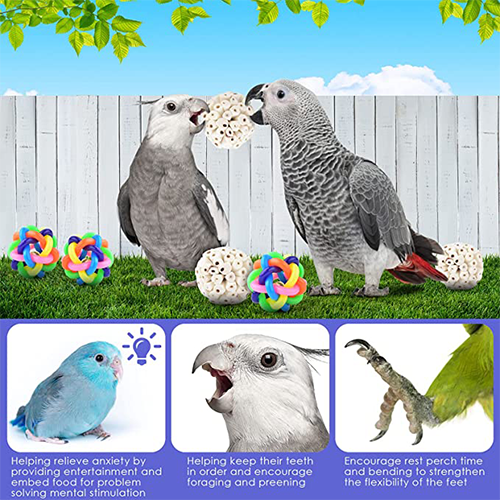 Helping relieve anxiety by
providing entertainment and
embed food for problem
solving mental stimulation
Helping keep their teeth
in order and encourage
foraging and preening
Encourage rest perch time
and bending to strengthen
the flexibility of the feet